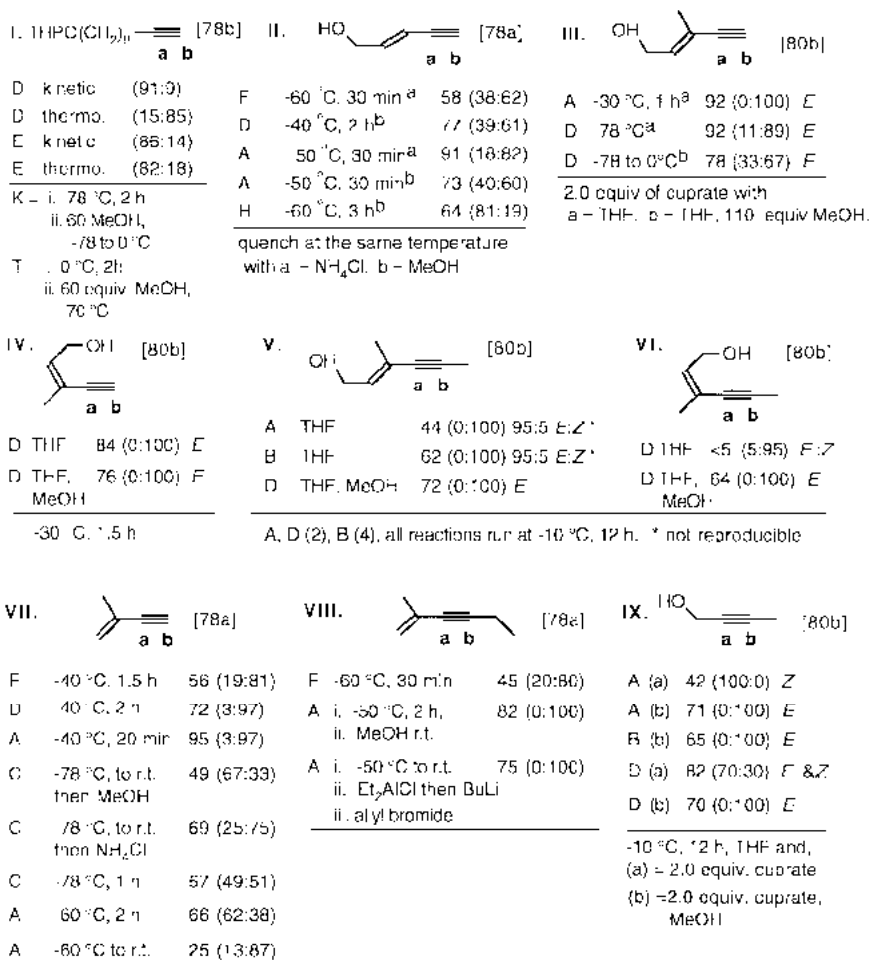 I. THPO(CH₂)ₙ [78b]
a b
D kinetic (91:9)
D thermo. (15:85)
E kinetic (86:14)
E thermo. (82:18)
K = i. 78 °C, 2 h
ii. 60 MeOH,
-78 to 0 °C
T . 0 °C, 2h
ii. 60 equiv MeOH,
70 °C
II. HO [78a]
a b
F -60 °C, 30 min a 58 (38:62)
D -40 °C, 2 h b 77 (39:61)
A 50 °C, 30 min a 91 (18:82)
A -50 °C, 30 min b 73 (40:60)
H -60 °C, 3 h b 64 (81:19)
quench at the same temperature
with a = NH₄Cl, b = MeOH
III. OH [80b]
a b
A -30 °C, 1 h a 92 (0:100) E
D 78 °C a 92 (11:89) E
D -78 to 0°C b 78 (33:67) E
2.0 equiv of cuprate with
a = THF, b = THF, 110 equiv MeOH.
IV. OH [80b]
a b
D THF 84 (0:100) E
D THF, 76 (0:100) E
MeOH
-30 °C, 1.5 h
V. OH [80b]
a b
A THF 44 (0:100) 95:5 E:Z *
B THF 62 (0:100) 95:5 E:Z *
D THF, MeOH 72 (0:100) E
A, D (2), B (4), all reactions run at -10 °C, 12 h. * not reproducible
VI. OH [80b]
a b
D THF <5 (5:95) E:Z
D THF, 64 (0:100) E
MeOH
VII. [78a]
a b
F -40 °C, 1.5 h 56 (19:81)
D 40 °C, 2 h 72 (3:97)
A -40 °C, 20 min 95 (3:97)
C -78 °C, to r.t. 49 (67:33)
then MeOH
C 78 °C, to r.t. 69 (25:75)
then NH₄Cl
C -78 °C, 1 h 57 (49:51)
A 60 °C, 2 h 66 (62:38)
A -60 °C to r.t. 25 (13:87)
VIII. [78a]
a b
F -60 °C, 30 min 45 (20:80)
A i. -50 °C, 2 h, 82 (0:100)
ii. MeOH r.t.
A i. -50 °C to r.t. 75 (0:100)
ii. Et₂AlCl then BuLi
ii. allyl bromide
IX. HO [80b]
a b
A (a) 42 (100:0) Z
A (b) 71 (0:100) E
B (b) 65 (0:100) E
D (a) 82 (70:30) E &Z
D (b) 70 (0:100) E
-10 °C, 12 h, THF and,
(a) = 2.0 equiv. cuprate
(b) =2.0 equiv. cuprate,
MeOH